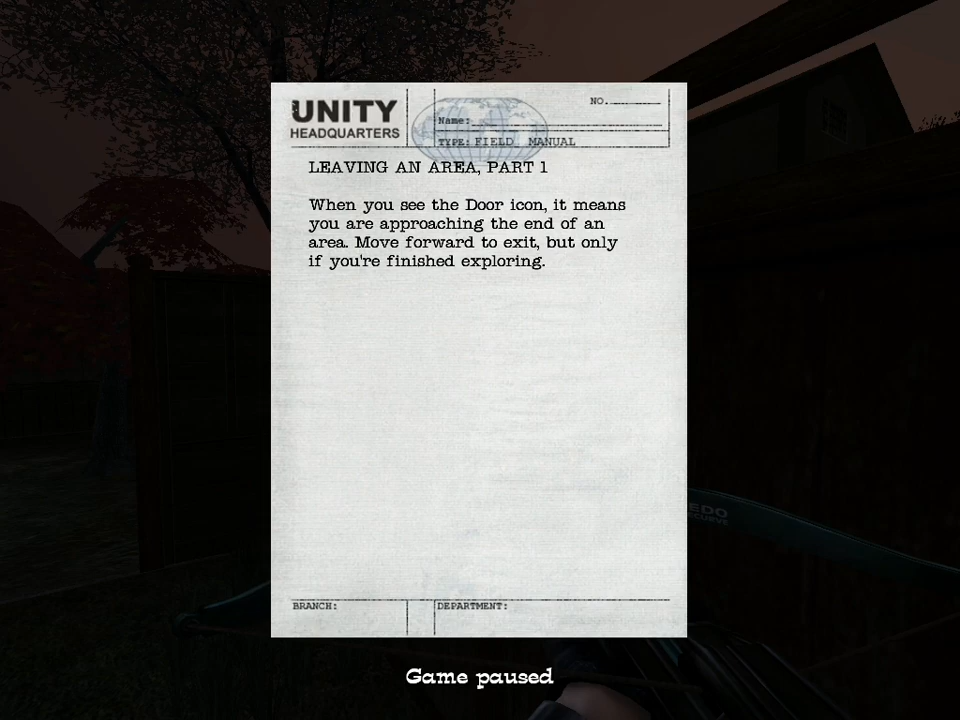 UNITY
HEADQUARTERS
NO.
Name:
TYPE: FIELD MANUAL
LEAVING AN AREA, PART 1
When you see the Door icon, it means
you are approaching the end of an
area. Move forward to exit, but only
if you're finished exploring.
EDO
RECURVE
BRANCH:
DEPARTMENT:
Game paused